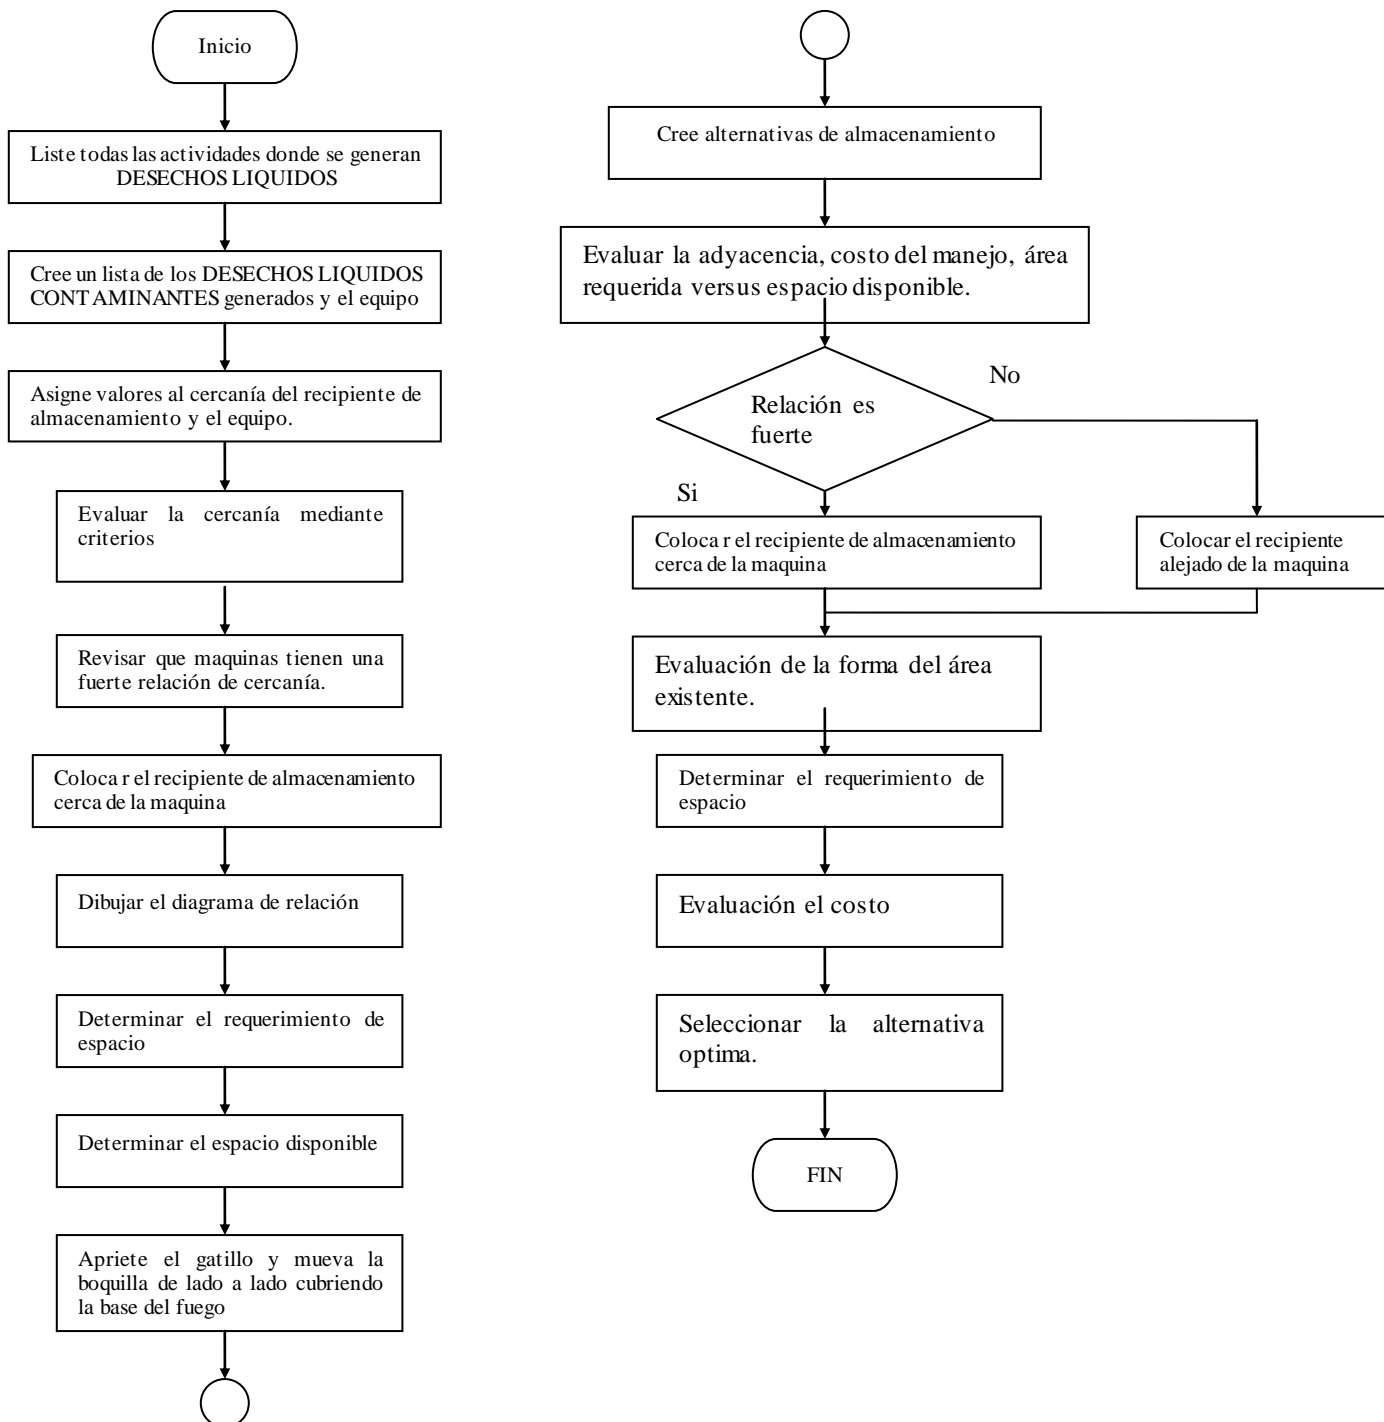 Inicio
Liste todas las actividades donde se generan
DESECHOS LIQUIDOS
Cree un lista de los DESECHOS LIQUIDOS
CONTAMINANTES generados y el equipo
Asigne valores al cercanía del recipiente de
almacenamiento y el equipo.
Evaluar la cercanía mediante
criterios
Revisar que maquinas tienen una
fuerte relación de cercanía.
Coloca r el recipiente de almacenamiento
cerca de la maquina
Dibujar el diagrama de relación
Determinar el requerimiento de
espacio
Determinar el espacio disponible
Apriete el gatillo y mueva la
boquilla de lado a lado cubriendo
la base del fuego
Cree alternativas de almacenamiento
Evaluar la adyacencia, costo del manejo, área
requerida versus espacio disponible.
Relación es
fuerte
No
Si
Coloca r el recipiente de almacenamiento
cerca de la maquina
Colocar el recipiente
alejado de la maquina
Evaluación de la forma del área
existente.
Determinar el requerimiento de
espacio
Evaluación el costo
Seleccionar la alternativa
optima.
FIN